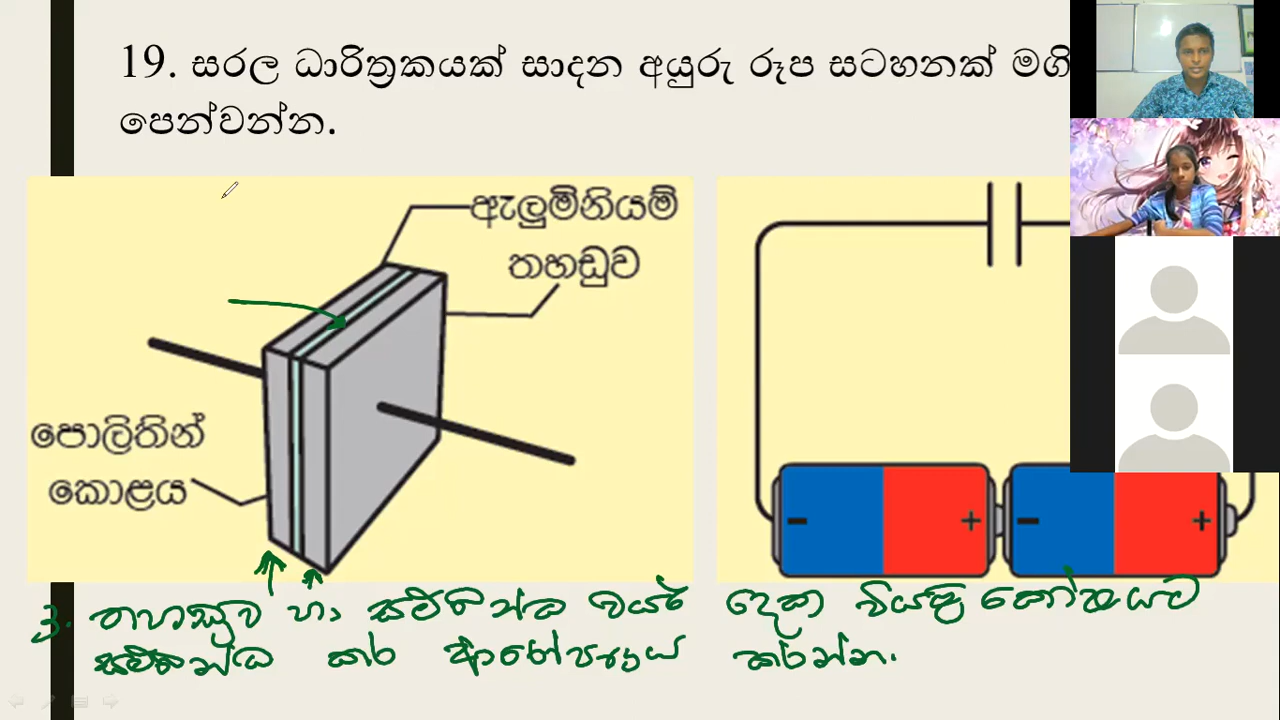 19. සරල ධාරිත්‍රකයක් සාදන අයුරු රූප සටහනක් මගි
පෙන්වන්න.
ඇලුමිනියම්
තහඩුව
පොලිතින්
කොළය
- + - +
3. තහඩුව හා සම්බන්ධ වයර් දෙක වියළි කෝෂයට
සම්බන්ධ කර ආරෝපණය කරන්න.